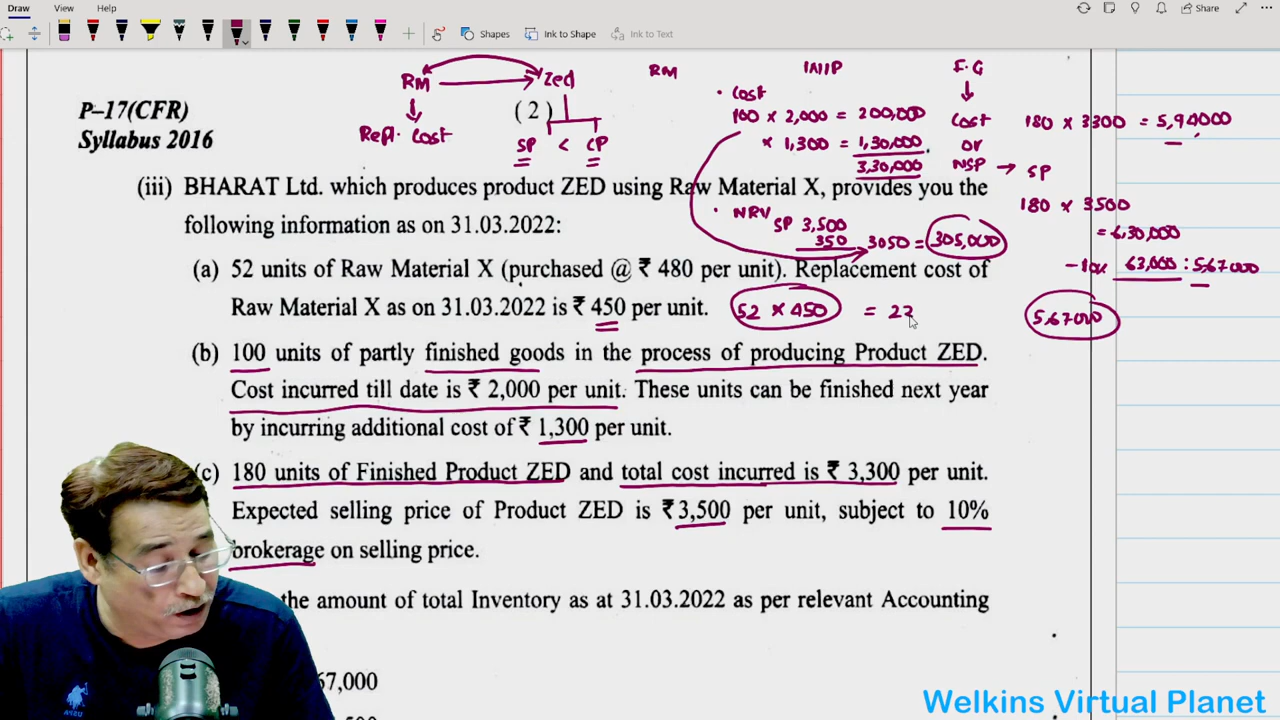 Draw View Help
Share
Shapes Ink to Shape Ink to Text
RM Zed RM WIP F.G
Repl. Cost SP < CP
• Cost
100 × 2,000 = 200,000
× 1,300 = 1,30,000
3,30,000
Cost 180 × 3300 = 5,94000
or
NSP → SP
180 × 3500
= 6,30,000
-10% 63,000 : 567000
567000
P–17(CFR) (2)
Syllabus 2016
(iii) BHARAT Ltd. which produces product ZED using Raw Material X, provides you the
following information as on 31.03.2022:
• NRV SP 3,500
350 3050 = 305,000
(a) 52 units of Raw Material X (purchased @ ₹ 480 per unit). Replacement cost of
Raw Material X as on 31.03.2022 is ₹ 450 per unit. 52 × 450 = 22
(b) 100 units of partly finished goods in the process of producing Product ZED.
Cost incurred till date is ₹ 2,000 per unit. These units can be finished next year
by incurring additional cost of ₹ 1,300 per unit.
(c) 180 units of Finished Product ZED and total cost incurred is ₹ 3,300 per unit.
Expected selling price of Product ZED is ₹ 3,500 per unit, subject to 10%
brokerage on selling price.
the amount of total Inventory as at 31.03.2022 as per relevant Accounting
67,000
Welkins Virtual Planet